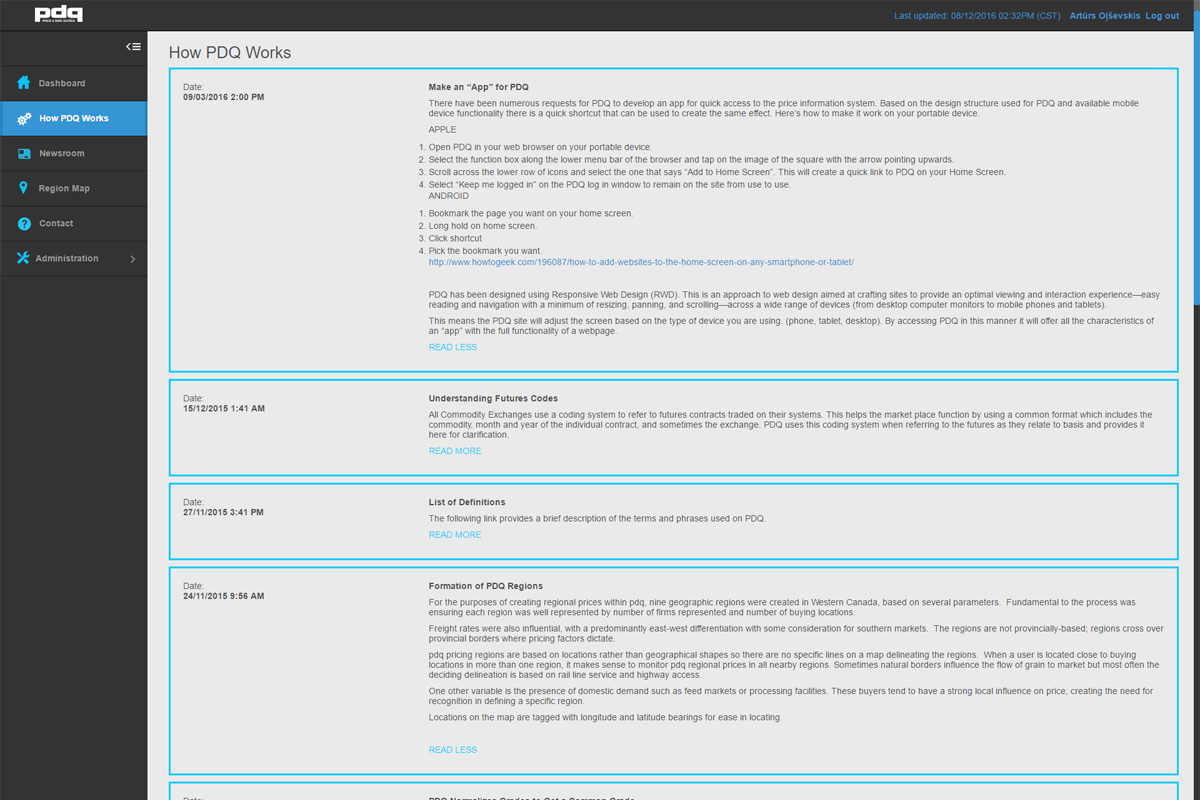 pdq
Last updated: 08/12/2016 02:32PM (CST) Artūrs Oļševskis Log out
Dashboard
How PDQ Works
Newsroom
Region Map
Contact
Administration
How PDQ Works
Date:
09/03/2016 2:00 PM
Make an “App” for PDQ
There have been numerous requests for PDQ to develop an app for quick access to the price information system. Based on the design structure used for PDQ and available mobile
device functionality there is a quick shortcut that can be used to create the same effect. Here's how to make it work on your portable device.
APPLE
1. Open PDQ in your web browser on your portable device.
2. Select the function box along the lower menu bar of the browser and tap on the image of the square with the arrow pointing upwards.
3. Scroll across the lower row of icons and select the one that says “Add to Home Screen”. This will create a quick link to PDQ on your Home Screen.
4. Select “Keep me logged in” on the PDQ log in window to remain on the site from use to use.
ANDROID
1. Bookmark the page you want on your home screen.
2. Long hold on home screen.
3. Click shortcut
4. Pick the bookmark you want.
http://www.howtogeek.com/196087/how-to-add-websites-to-the-home-screen-on-any-smartphone-or-tablet/
PDQ has been designed using Responsive Web Design (RWD). This is an approach to web design aimed at crafting sites to provide an optimal viewing and interaction experience—easy
reading and navigation with a minimum of resizing, panning, and scrolling—across a wide range of devices (from desktop computer monitors to mobile phones and tablets).
This means the PDQ site will adjust the screen based on the type of device you are using. (phone, tablet, desktop). By accessing PDQ in this manner it will offer all the characteristics of
an “app” with the full functionality of a webpage.
READ LESS
Date:
15/12/2015 1:41 AM
Understanding Futures Codes
All Commodity Exchanges use a coding system to refer to futures contracts traded on their systems. This helps the market place function by using a common format which includes the
commodity, month and year of the individual contract, and sometimes the exchange. PDQ uses this coding system when referring to the futures as they relate to basis and provides it
here for clarification.
READ MORE
Date:
27/11/2015 3:41 PM
List of Definitions
The following link provides a brief description of the terms and phrases used on PDQ.
READ MORE
Date:
24/11/2015 9:56 AM
Formation of PDQ Regions
For the purposes of creating regional prices within pdq, nine geographic regions were created in Western Canada, based on several parameters. Fundamental to the process was
ensuring each region was well represented by number of firms represented and number of buying locations.
Freight rates were also influential, with a predominantly east-west differentiation with some consideration for southern markets. The regions are not provincially-based; regions cross over
provincial borders where pricing factors dictate.
pdq pricing regions are based on locations rather than geographical shapes so there are no specific lines on a map delineating the regions. When a user is located close to buying
locations in more than one region, it makes sense to monitor pdq regional prices in all nearby regions. Sometimes natural borders influence the flow of grain to market but most often the
deciding delineation is based on rail line service and highway access.
One other variable is the presence of domestic demand such as feed markets or processing facilities. These buyers tend to have a strong local influence on price, creating the need for
recognition in defining a specific region.
Locations on the map are tagged with longitude and latitude bearings for ease in locating.
READ LESS
Date:
PDQ Normalizes Grades to Get a Common Grade